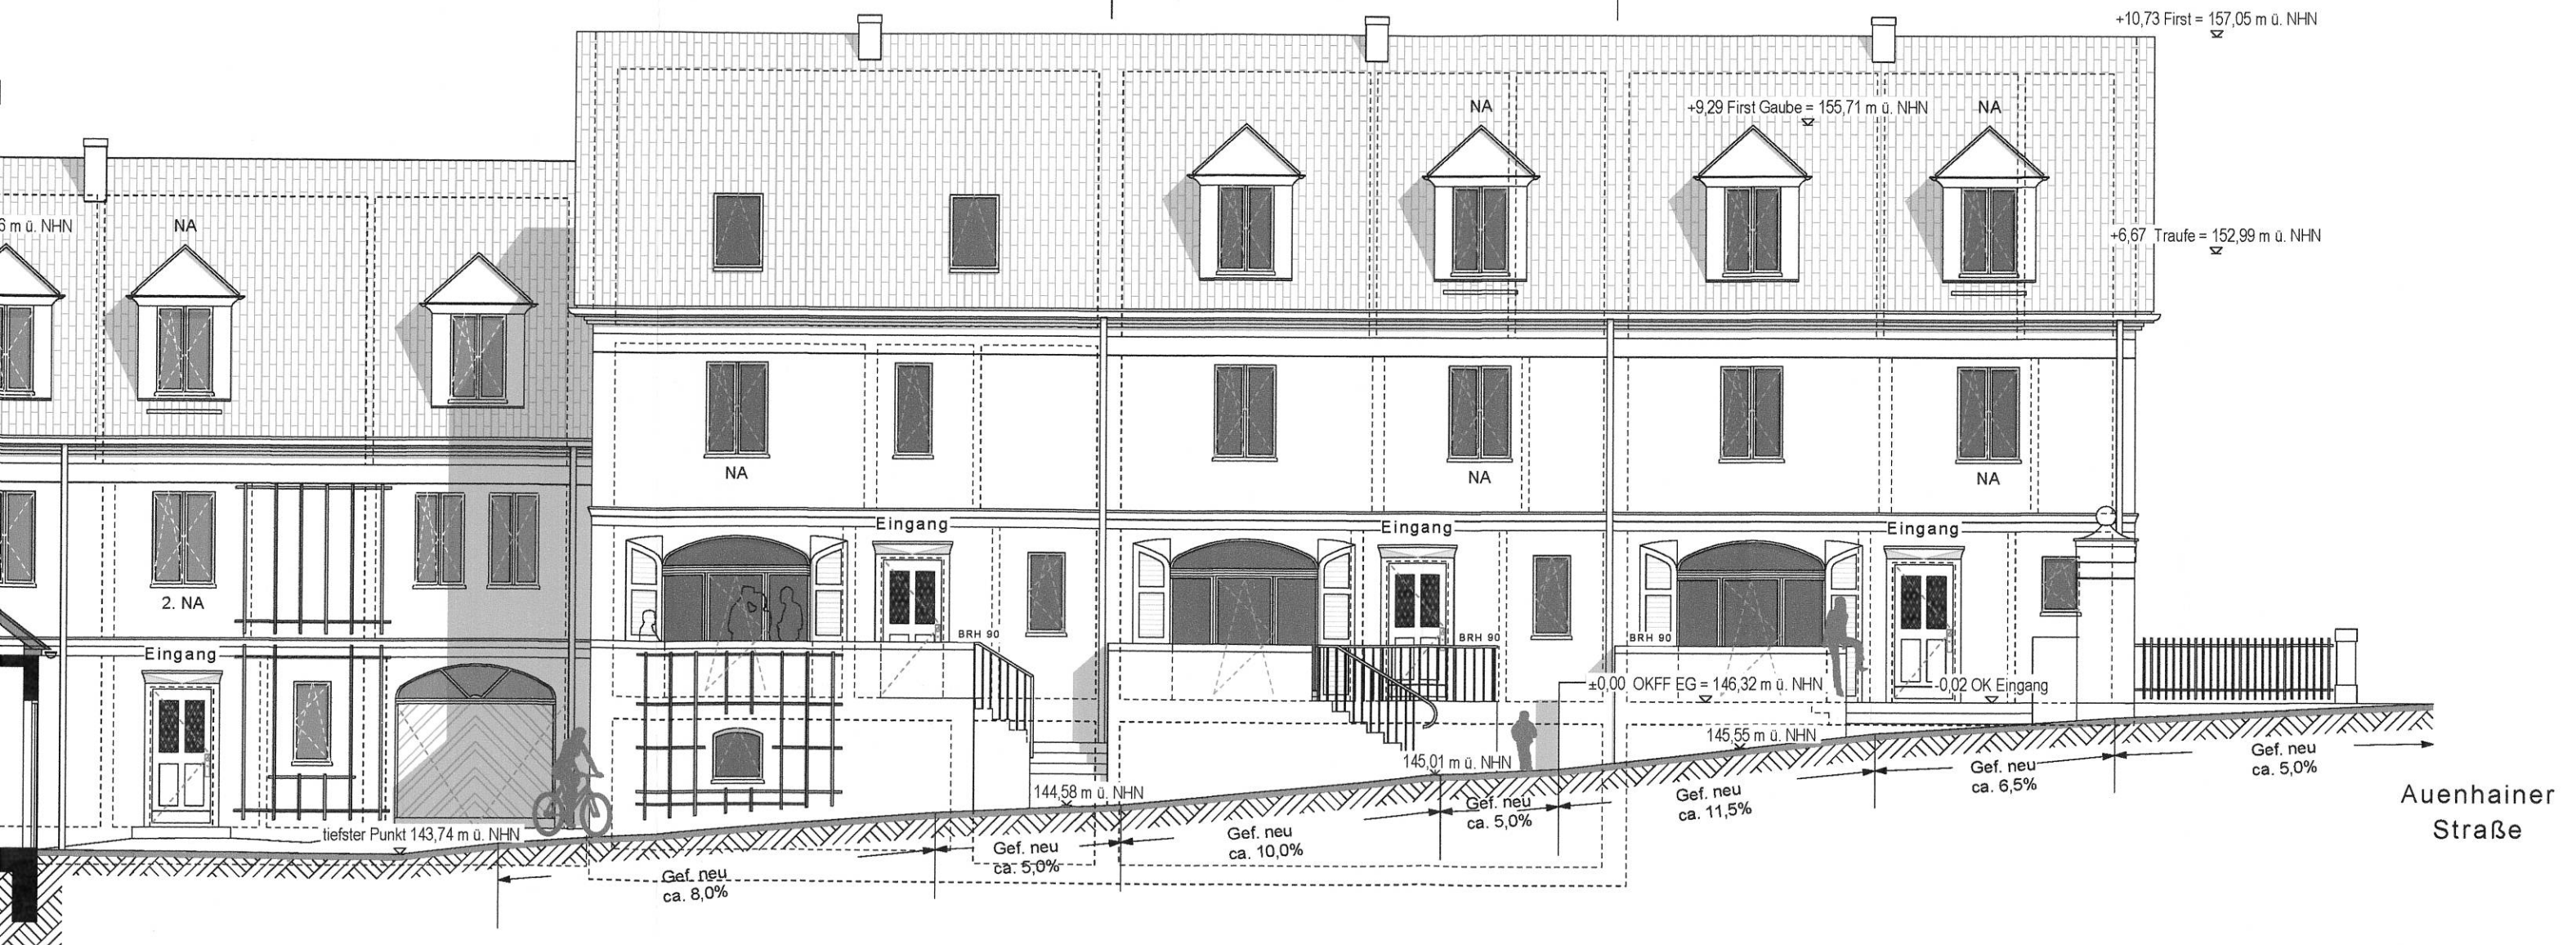 +10,73 First = 157,05 m ü. NHN
NA
+9,29 First Gaube = 155,71 m ü. NHN
NA
6 m ü. NHN
NA
+6,67 Traufe = 152,99 m ü. NHN
NA
NA
NA
Eingang
Eingang
Eingang
2. NA
BRH 90
BRH 90
BRH 90
Eingang
±0,00 OKFF EG = 146,32 m ü. NHN
-0,02 OK Eingang
145,55 m ü. NHN
145,01 m ü. NHN
144,58 m ü. NHN
tiefster Punkt 143,74 m ü. NHN
Gef. neu
ca. 8,0%
Gef. neu
ca. 5,0%
Gef. neu
ca. 10,0%
Gef. neu
ca. 5,0%
Gef. neu
ca. 11,5%
Gef. neu
ca. 6,5%
Gef. neu
ca. 5,0%
Auenhainer
Straße